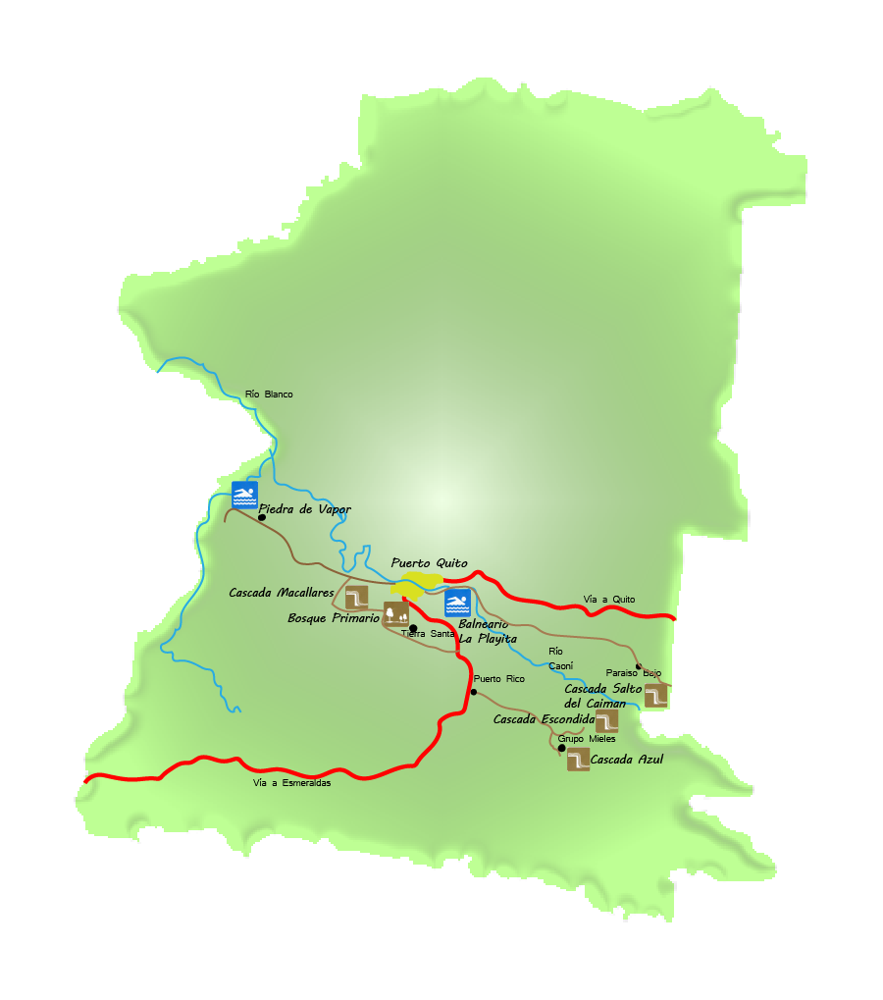 Río Blanco
Piedra de Vapor
Puerto Quito
Cascada Macallares
Vía a Quito
Bosque Primario
Balneario
La Playita
Tierra Santa
Río
Caoní
Paraiso Bajo
Puerto Rico
Cascada Salto
del Caiman
Cascada Escondida
Grupo Mieles
Cascada Azul
Vía a Esmeraldas